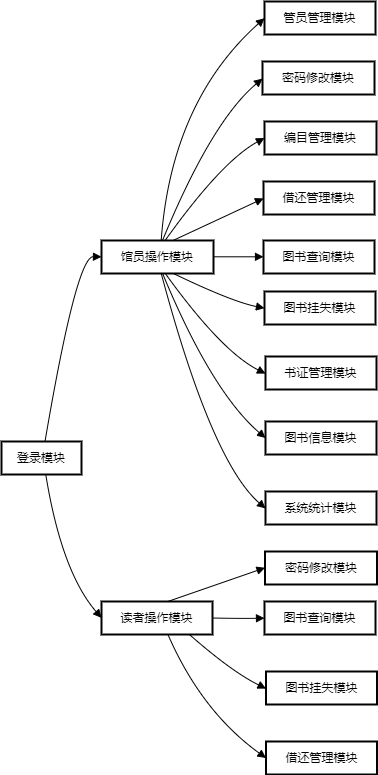 管员管理模块
密码修改模块
编目管理模块
借还管理模块
馆员操作模块
图书查询模块
图书挂失模块
书证管理模块
图书信息模块
登录模块
系统统计模块
密码修改模块
读者操作模块
图书查询模块
图书挂失模块
借还管理模块